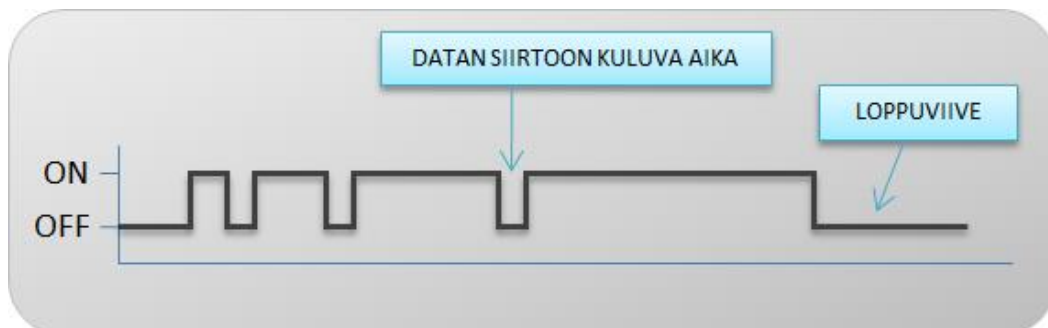 DATAN SIIRTOON KULUVA AIKA
LOPPUVIIVE
ON
OFF